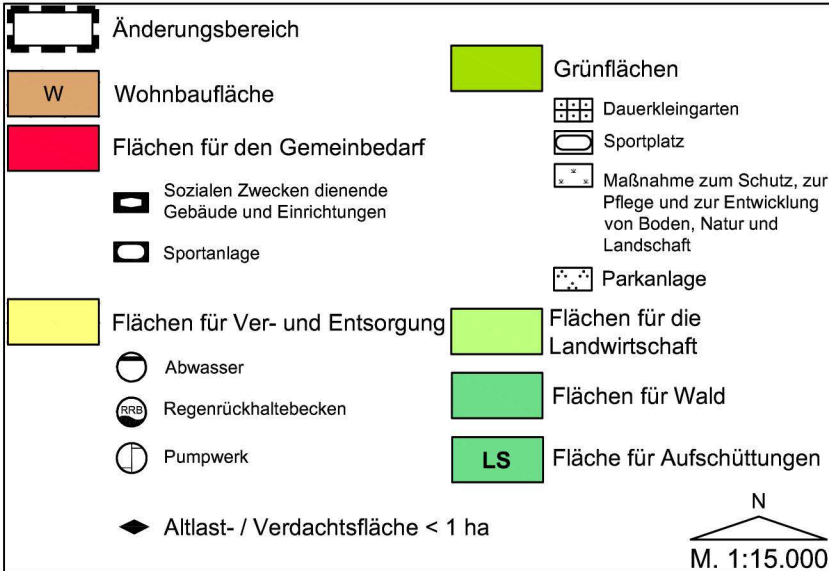 Änderungsbereich
W
Wohnbaufläche
Flächen für den Gemeinbedarf
Sozialen Zwecken dienende
Gebäude und Einrichtungen
Sportanlage
Flächen für Ver- und Entsorgung
Abwasser
RRB
Regenrückhaltebecken
Pumpwerk
Altlast- / Verdachtsfläche < 1 ha
Grünflächen
Dauerkleingarten
Sportplatz
Maßnahme zum Schutz, zur
Pflege und zur Entwicklung
von Boden, Natur und
Landschaft
Parkanlage
Flächen für die
Landwirtschaft
Flächen für Wald
LS
Fläche für Aufschüttungen
N
M. 1:15.000